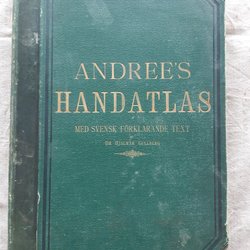 ANDREE'S
HANDATLAS
MED SVENSK FÖRKLARANDE TEXT